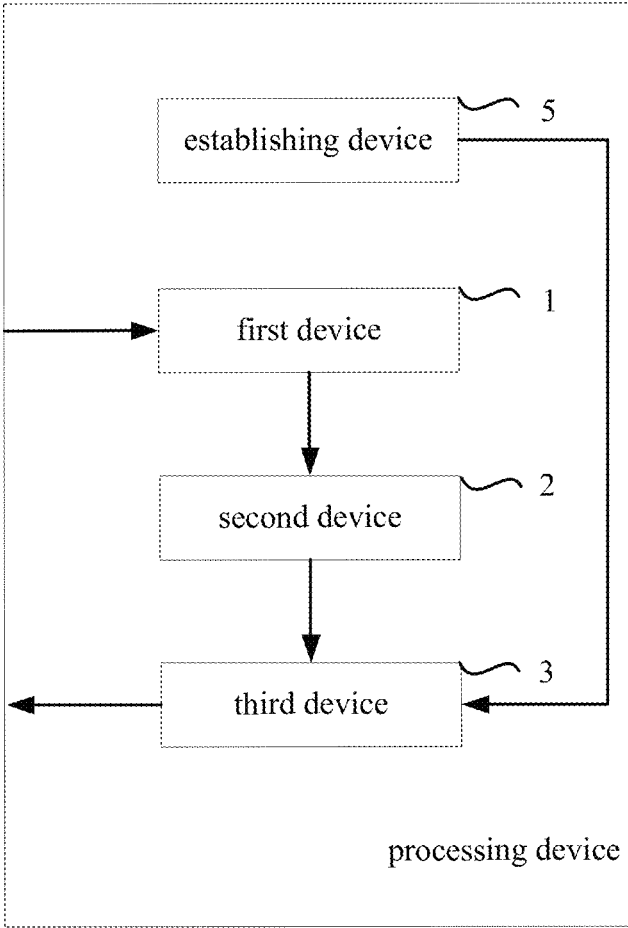 5
establishing device
1
first device
2
second device
3
third device
processing device